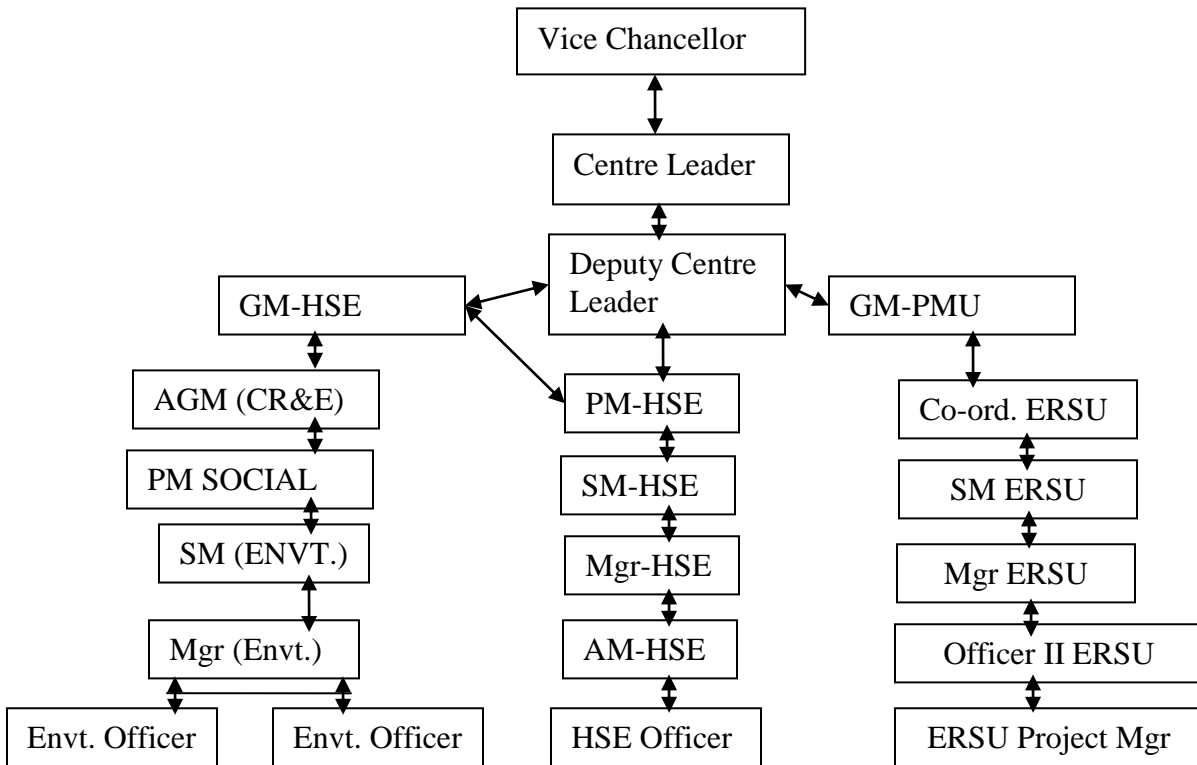 Vice Chancellor
Centre Leader
Deputy Centre
Leader
GM-HSE
GM-PMU
AGM (CR&E)
PM-HSE
Co-ord. ERSU
PM SOCIAL
SM-HSE
SM ERSU
SM (ENVT.)
Mgr-HSE
Mgr ERSU
Mgr (Envt.)
AM-HSE
Officer II ERSU
Envt. Officer
Envt. Officer
HSE Officer
ERSU Project Mgr